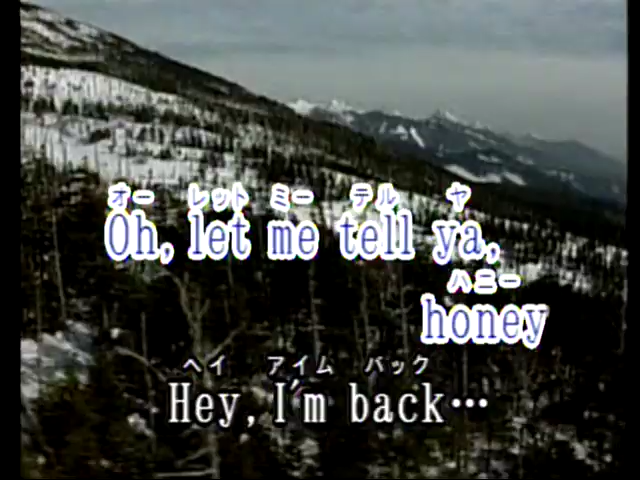 オー レット ミー テル ヤ
Oh, let me tell ya,
ハニー
honey
ヘイ アイム バック
Hey, I'm back…